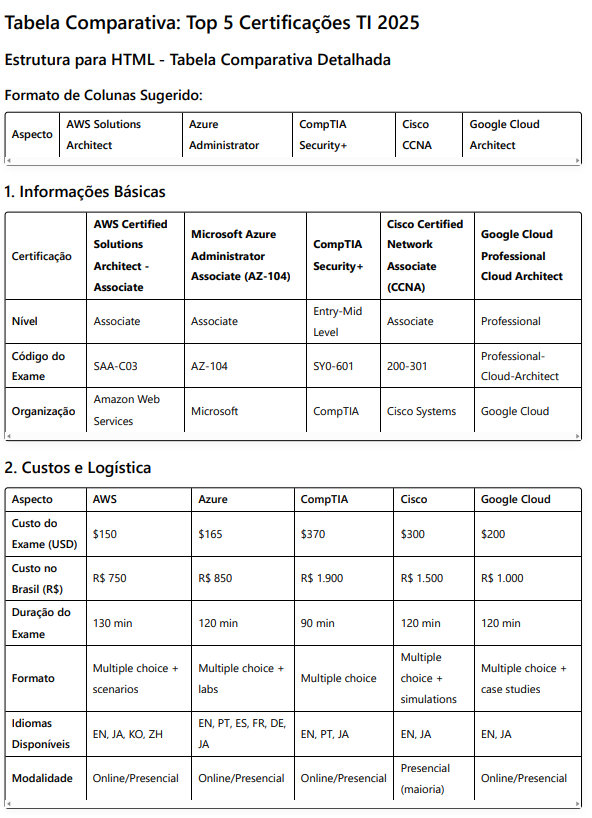 Tabela Comparativa: Top 5 Certificações TI 2025
Estrutura para HTML - Tabela Comparativa Detalhada
Formato de Colunas Sugerido:
Aspecto | AWS Solutions Architect | Azure Administrator | CompTIA Security+ | Cisco CCNA | Google Cloud Architect
1. Informações Básicas
Certificação | AWS Certified Solutions Architect - Associate | Microsoft Azure Administrator Associate (AZ-104) | CompTIA Security+ | Cisco Certified Network Associate (CCNA) | Google Cloud Professional Cloud Architect
Nível | Associate | Associate | Entry-Mid Level | Associate | Professional
Código do Exame | SAA-C03 | AZ-104 | SY0-601 | 200-301 | Professional-Cloud-Architect
Organização | Amazon Web Services | Microsoft | CompTIA | Cisco Systems | Google Cloud
2. Custos e Logística
Aspecto | AWS | Azure | CompTIA | Cisco | Google Cloud
Custo do Exame (USD) | $150 | $165 | $370 | $300 | $200
Custo no Brasil (R$) | R$ 750 | R$ 850 | R$ 1.900 | R$ 1.500 | R$ 1.000
Duração do Exame | 130 min | 120 min | 90 min | 120 min | 120 min
Formato | Multiple choice + scenarios | Multiple choice + labs | Multiple choice | Multiple choice + simulations | Multiple choice + case studies
Idiomas Disponíveis | EN, JA, KO, ZH | EN, PT, ES, FR, DE, JA | EN, PT, JA | EN, JA | EN, JA
Modalidade | Online/Presencial | Online/Presencial | Online/Presencial | Presencial (maioria) | Online/Presencial